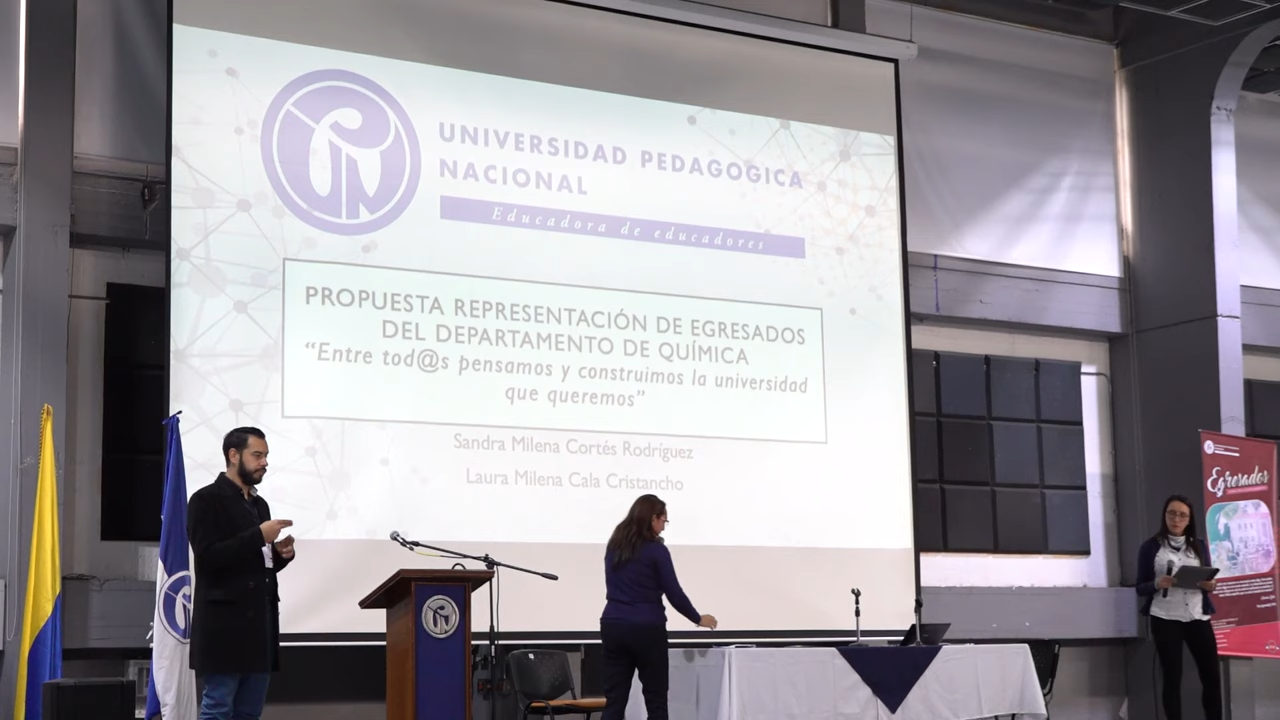 UNIVERSIDAD PEDAGOGICA
NACIONAL
Educadora de educadores
PROPUESTA REPRESENTACIÓN DE EGRESADOS
DEL DEPARTAMENTO DE QUÍMICA
“Entre tod@s pensamos y construimos la universidad
que queremos”
Sandra Milena Cortés Rodríguez
Laura Milena Cala Cristancho
Egresados